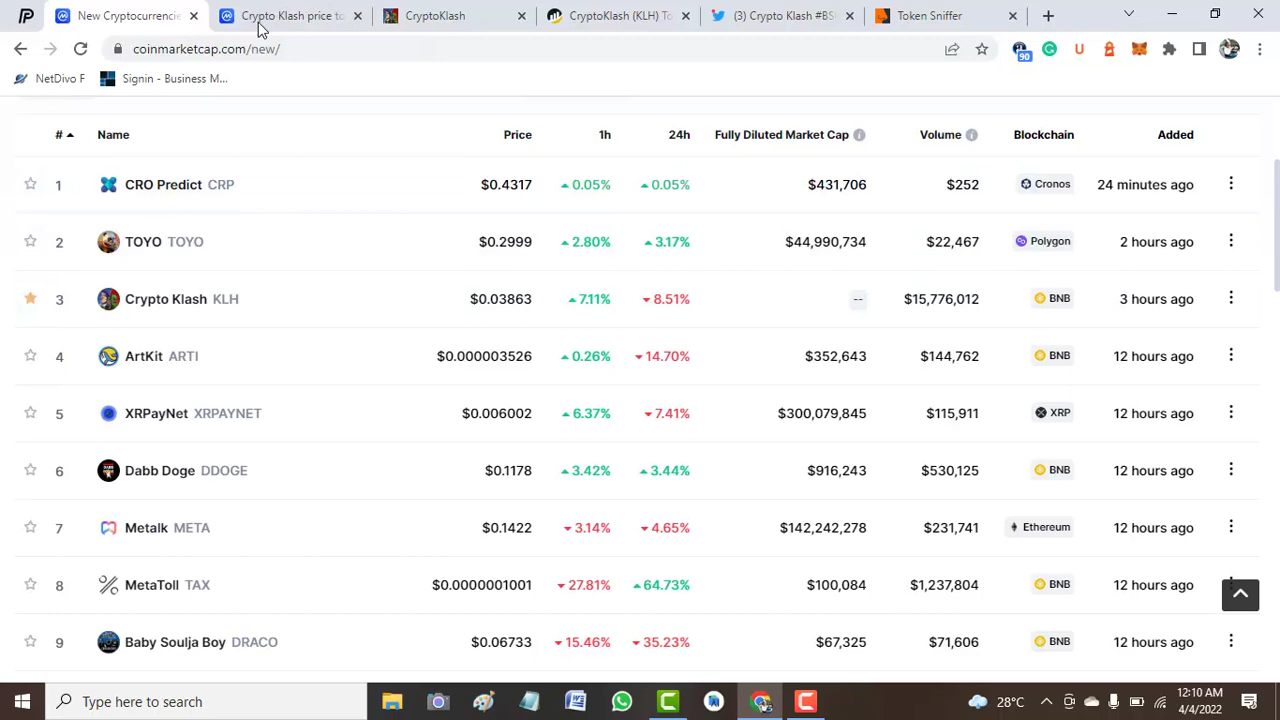 New Cryptocurrencie
Crypto Klash price to
CryptoKlash
CryptoKlash (KLH) To
(3) Crypto Klash #BS
Token Sniffer
coinmarketcap.com/new/
90
NetDivo F
Signin - Business M...
# Name Price 1h 24h Fully Diluted Market Cap Volume Blockchain Added
1 CRO Predict CRP $0.4317 0.05% 0.05% $431,706 $252 Cronos 24 minutes ago
2 TOYO TOYO $0.2999 2.80% 3.17% $44,990,734 $22,467 Polygon 2 hours ago
3 Crypto Klash KLH $0.03863 7.11% 8.51% -- $15,776,012 BNB 3 hours ago
4 ArtKit ARTI $0.000003526 0.26% 14.70% $352,643 $144,762 BNB 12 hours ago
5 XRPayNet XRPAYNET $0.006002 6.37% 7.41% $300,079,845 $115,911 XRP 12 hours ago
6 Dabb Doge DDOGE $0.1178 3.42% 3.44% $916,243 $530,125 BNB 12 hours ago
7 Metalk META $0.1422 3.14% 4.65% $142,242,278 $231,741 Ethereum 12 hours ago
8 MetaToll TAX $0.0000001001 27.81% 64.73% $100,084 $1,237,804 BNB 12 hours ago
9 Baby Soulja Boy DRACO $0.06733 15.46% 35.23% $67,325 $71,606 BNB 12 hours ago
Type here to search
28°C
12:10 AM
4/4/2022